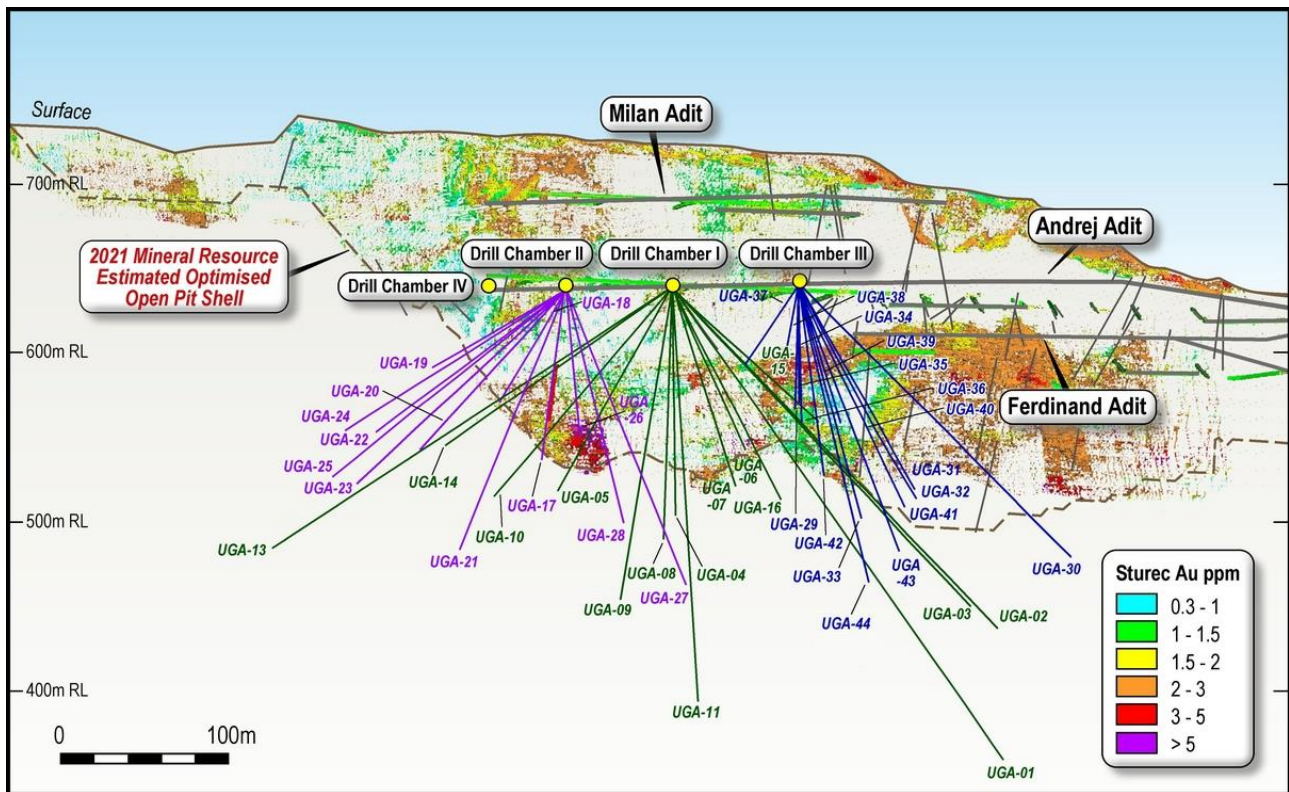 Surface
Milan Adit
700m RL
Andrej Adit
2021 Mineral Resource
Estimated Optimised
Open Pit Shell
Drill Chamber II
Drill Chamber I
Drill Chamber III
Drill Chamber IV
UGA-18
UGA-37
UGA-38
UGA-34
600m RL
UGA-19
UGA-
15
UGA-39
UGA-35
UGA-20
UGA-36
UGA
-26
UGA-40
Ferdinand Adit
UGA-24
UGA-22
UGA-25
UGA-23
UGA-14
UGA-31
UGA
-06
UGA
-07
UGA-32
UGA-05
UGA-17
UGA-16
UGA-41
500m RL
UGA-29
UGA-10
UGA-28
UGA-42
UGA-13
UGA-21
UGA-08
UGA-04
UGA-33
UGA
-43
UGA-30
UGA-27
UGA-09
UGA-44
UGA-03
UGA-02
400m RL
UGA-11
UGA-01
0
100m
Sturec Au ppm
0.3 - 1
1 - 1.5
1.5 - 2
2 - 3
3 - 5
> 5